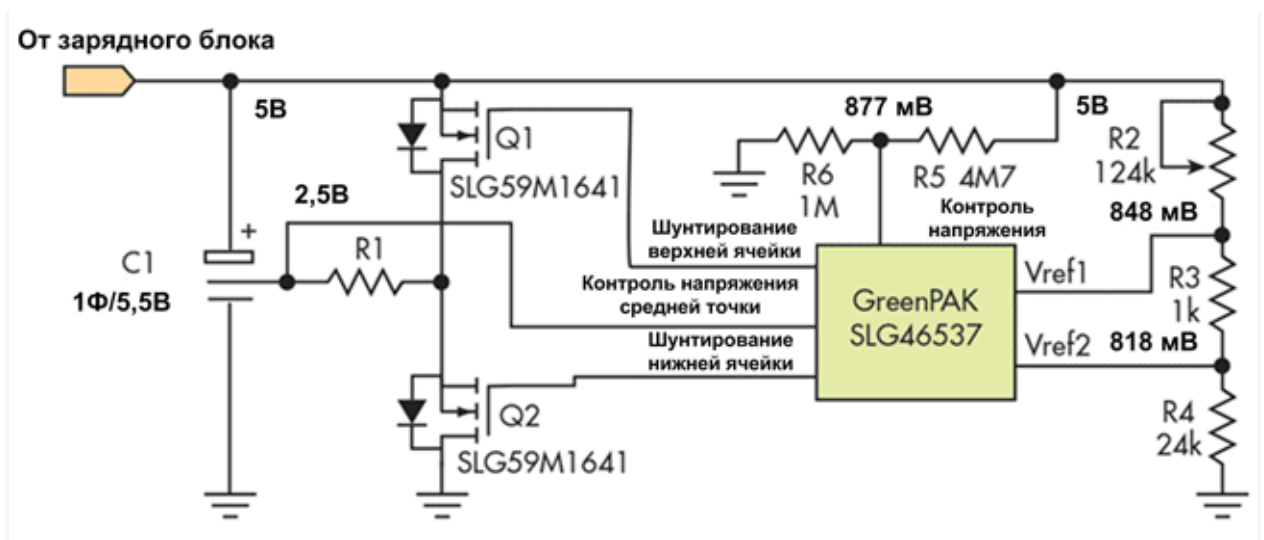 От зарядного блока
5В
877 мВ
5В
Q1
SLG59M1641
R6
1M
R5 4M7
R2
124k
2,5В
Контроль
напряжения
848 мВ
Шунтирование
верхней ячейки
+
R1
C1
1Ф/5,5В
Контроль напряжения
средней точки
GreenPAK
SLG46537
Vref1
R3
1k
Шунтирование
нижней ячейки
Vref2
818 мВ
Q2
SLG59M1641
R4
24k